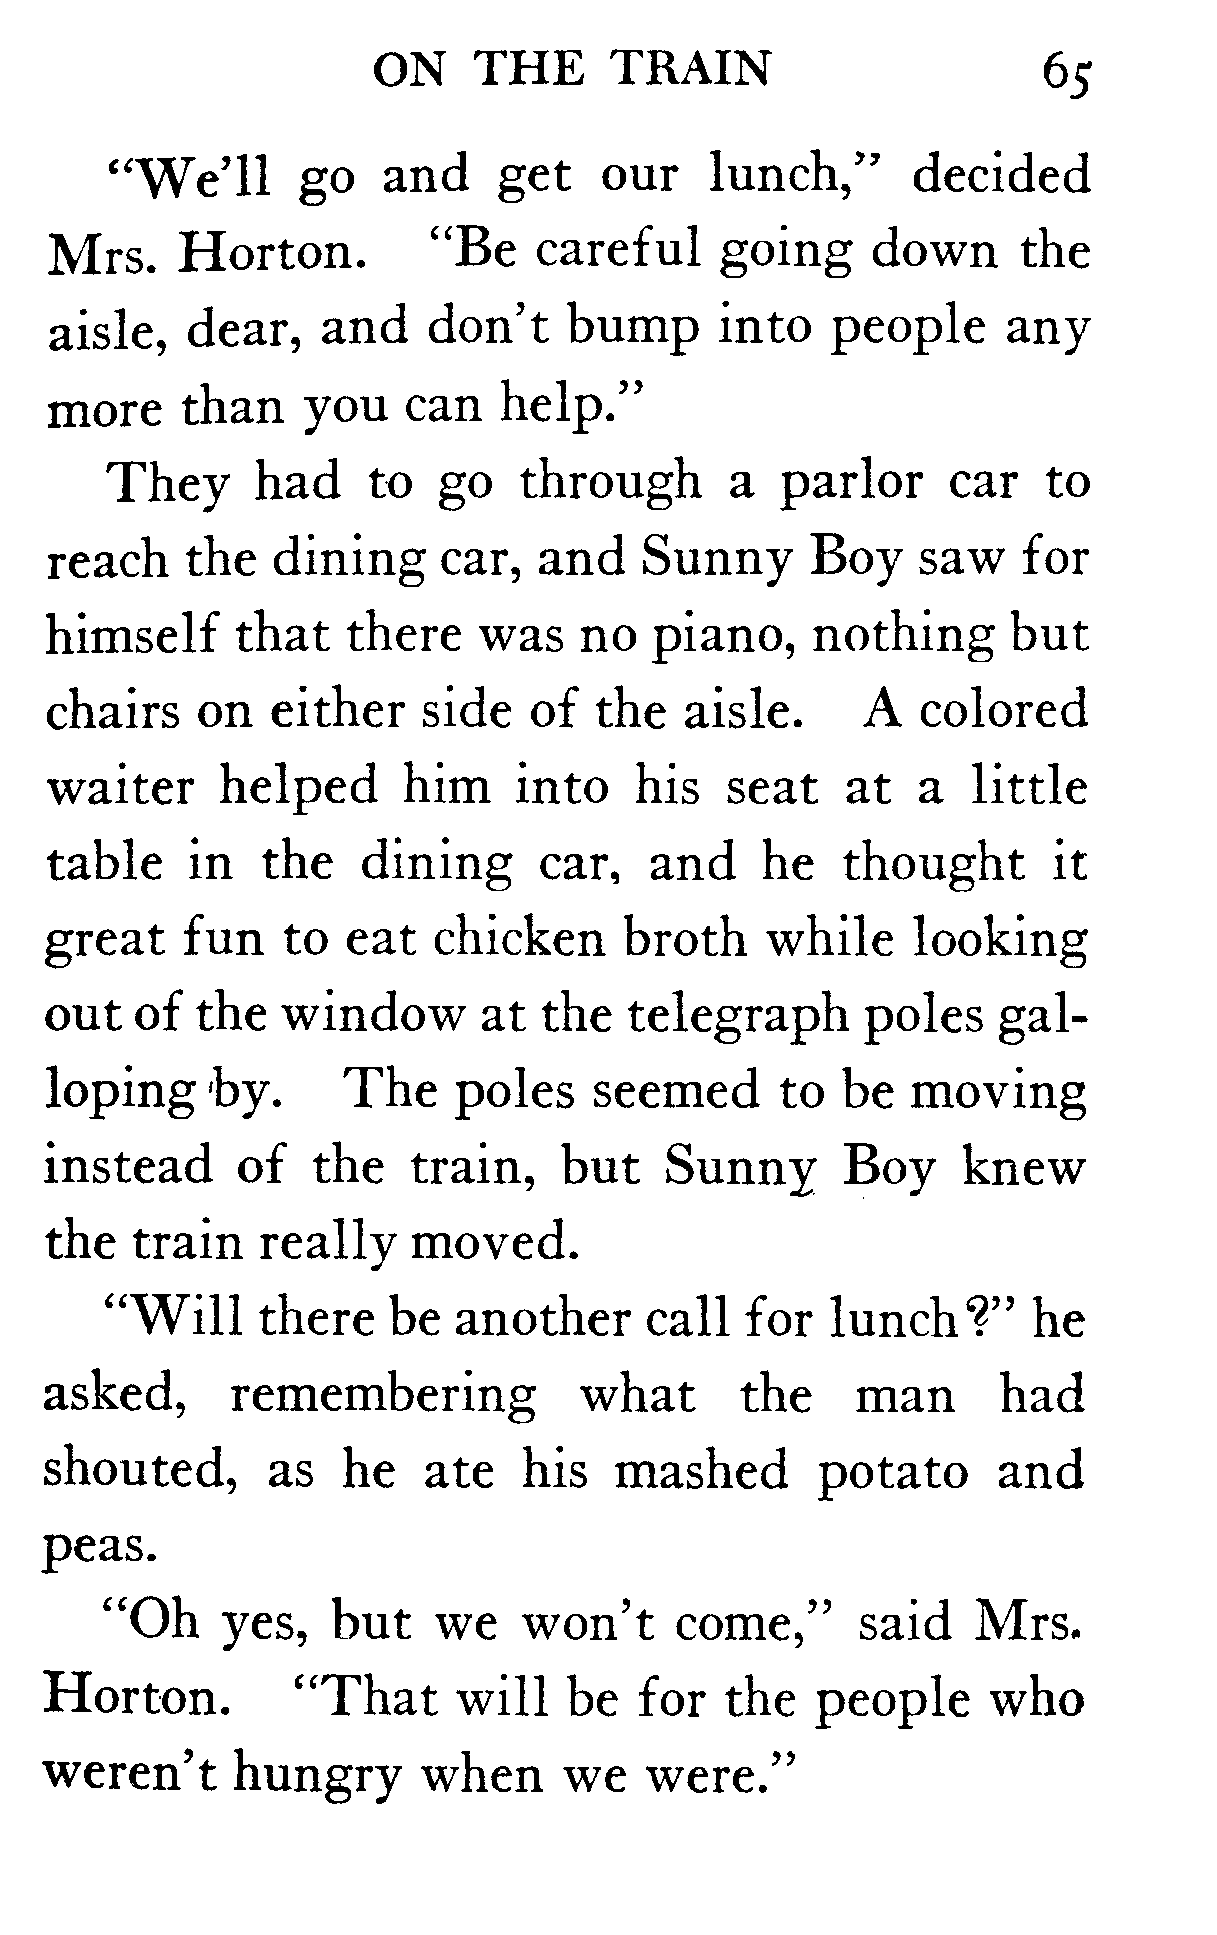 ON THE TRAIN 65
“We’ll go and get our lunch,” decided
Mrs. Horton. “Be careful going down the
aisle, dear, and don’t bump into people any
more than you can help.”
They had to go through a parlor car to
reach the dining car, and Sunny Boy saw for
himself that there was no piano, nothing but
chairs on either side of the aisle. A colored
waiter helped him into his seat at a little
table in the dining car, and he thought it
great fun to eat chicken broth while looking
out of the window at the telegraph poles gal-
loping by. The poles seemed to be moving
instead of the train, but Sunny Boy knew
the train really moved.
“Will there be another call for lunch?” he
asked, remembering what the man had
shouted, as he ate his mashed potato and
peas.
“Oh yes, but we won’t come,” said Mrs.
Horton. “That will be for the people who
weren’t hungry when we were.”